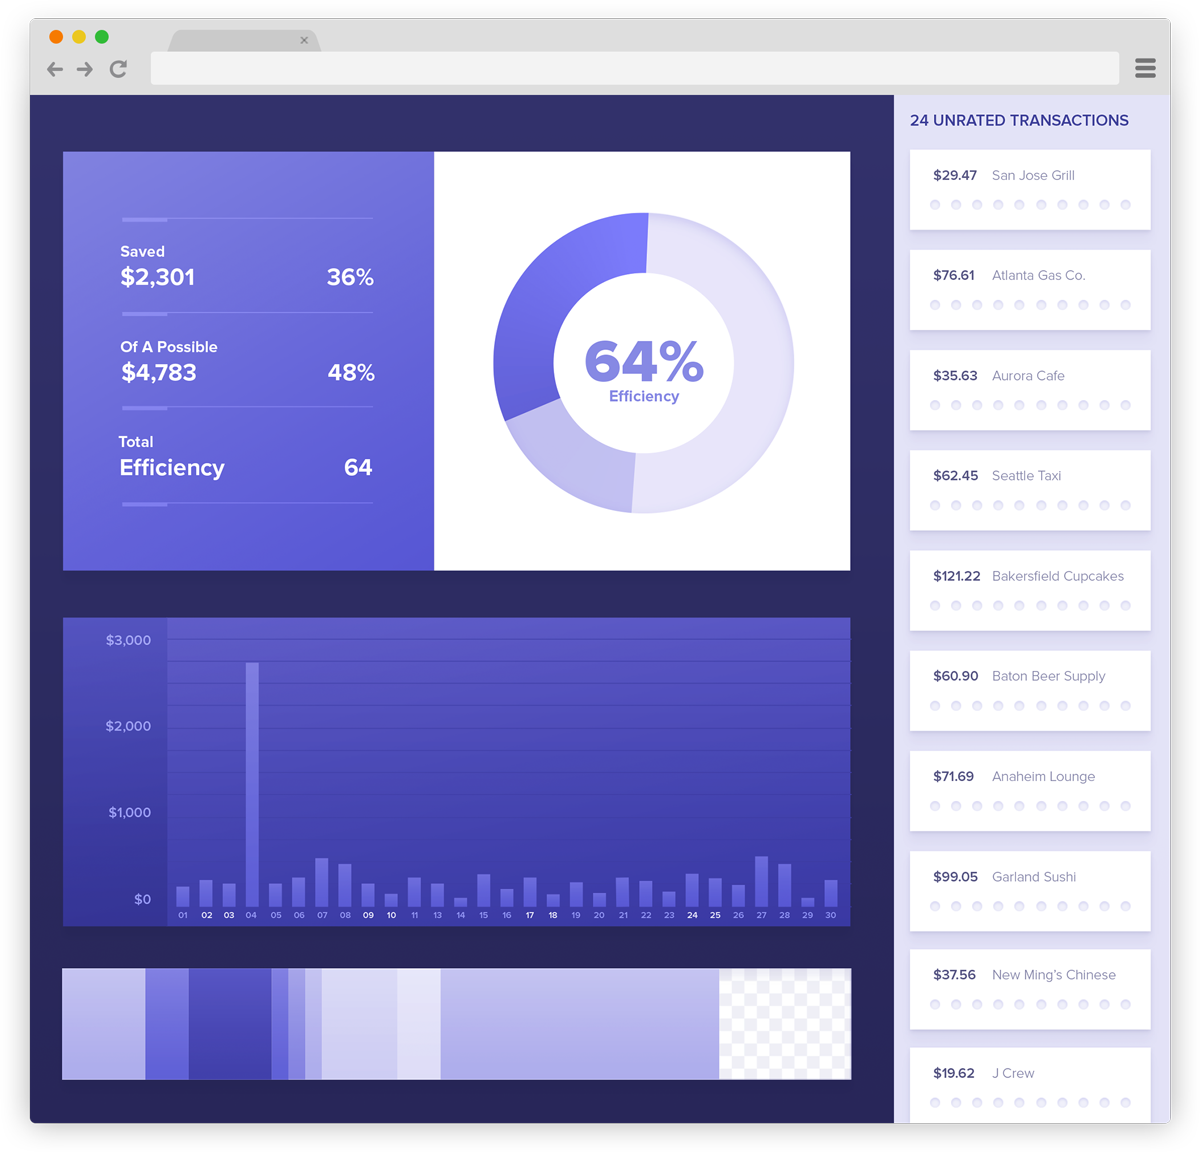 24 UNRATED TRANSACTIONS
Saved
$2,301 36%
Of A Possible
$4,783 48%
Total
Efficiency 64
64%
Efficiency
$3,000
$2,000
$1,000
$0
01 02 03 04 05 06 07 08 09 10 11 13 14 15 16 17 18 19 20 21 22 23 24 25 26 27 28 29 30
$29.47 San Jose Grill
$76.61 Atlanta Gas Co.
$35.63 Aurora Cafe
$62.45 Seattle Taxi
$121.22 Bakersfield Cupcakes
$60.90 Baton Beer Supply
$71.69 Anaheim Lounge
$99.05 Garland Sushi
$37.56 New Ming's Chinese
$19.62 J Crew